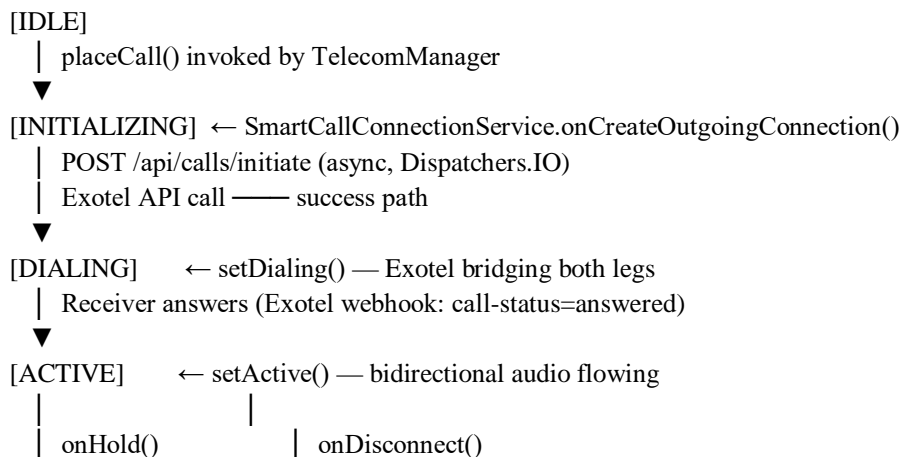 [IDLE]
│ placeCall() invoked by TelecomManager
▼
[INITIALIZING] ← SmartCallConnectionService.onCreateOutgoingConnection()
│ POST /api/calls/initiate (async, Dispatchers.IO)
│ Exotel API call ─── success path
▼
[DIALING] ← setDialing() — Exotel bridging both legs
│ Receiver answers (Exotel webhook: call-status=answered)
▼
[ACTIVE] ← setActive() — bidirectional audio flowing
│ │
│ onHold() │ onDisconnect()